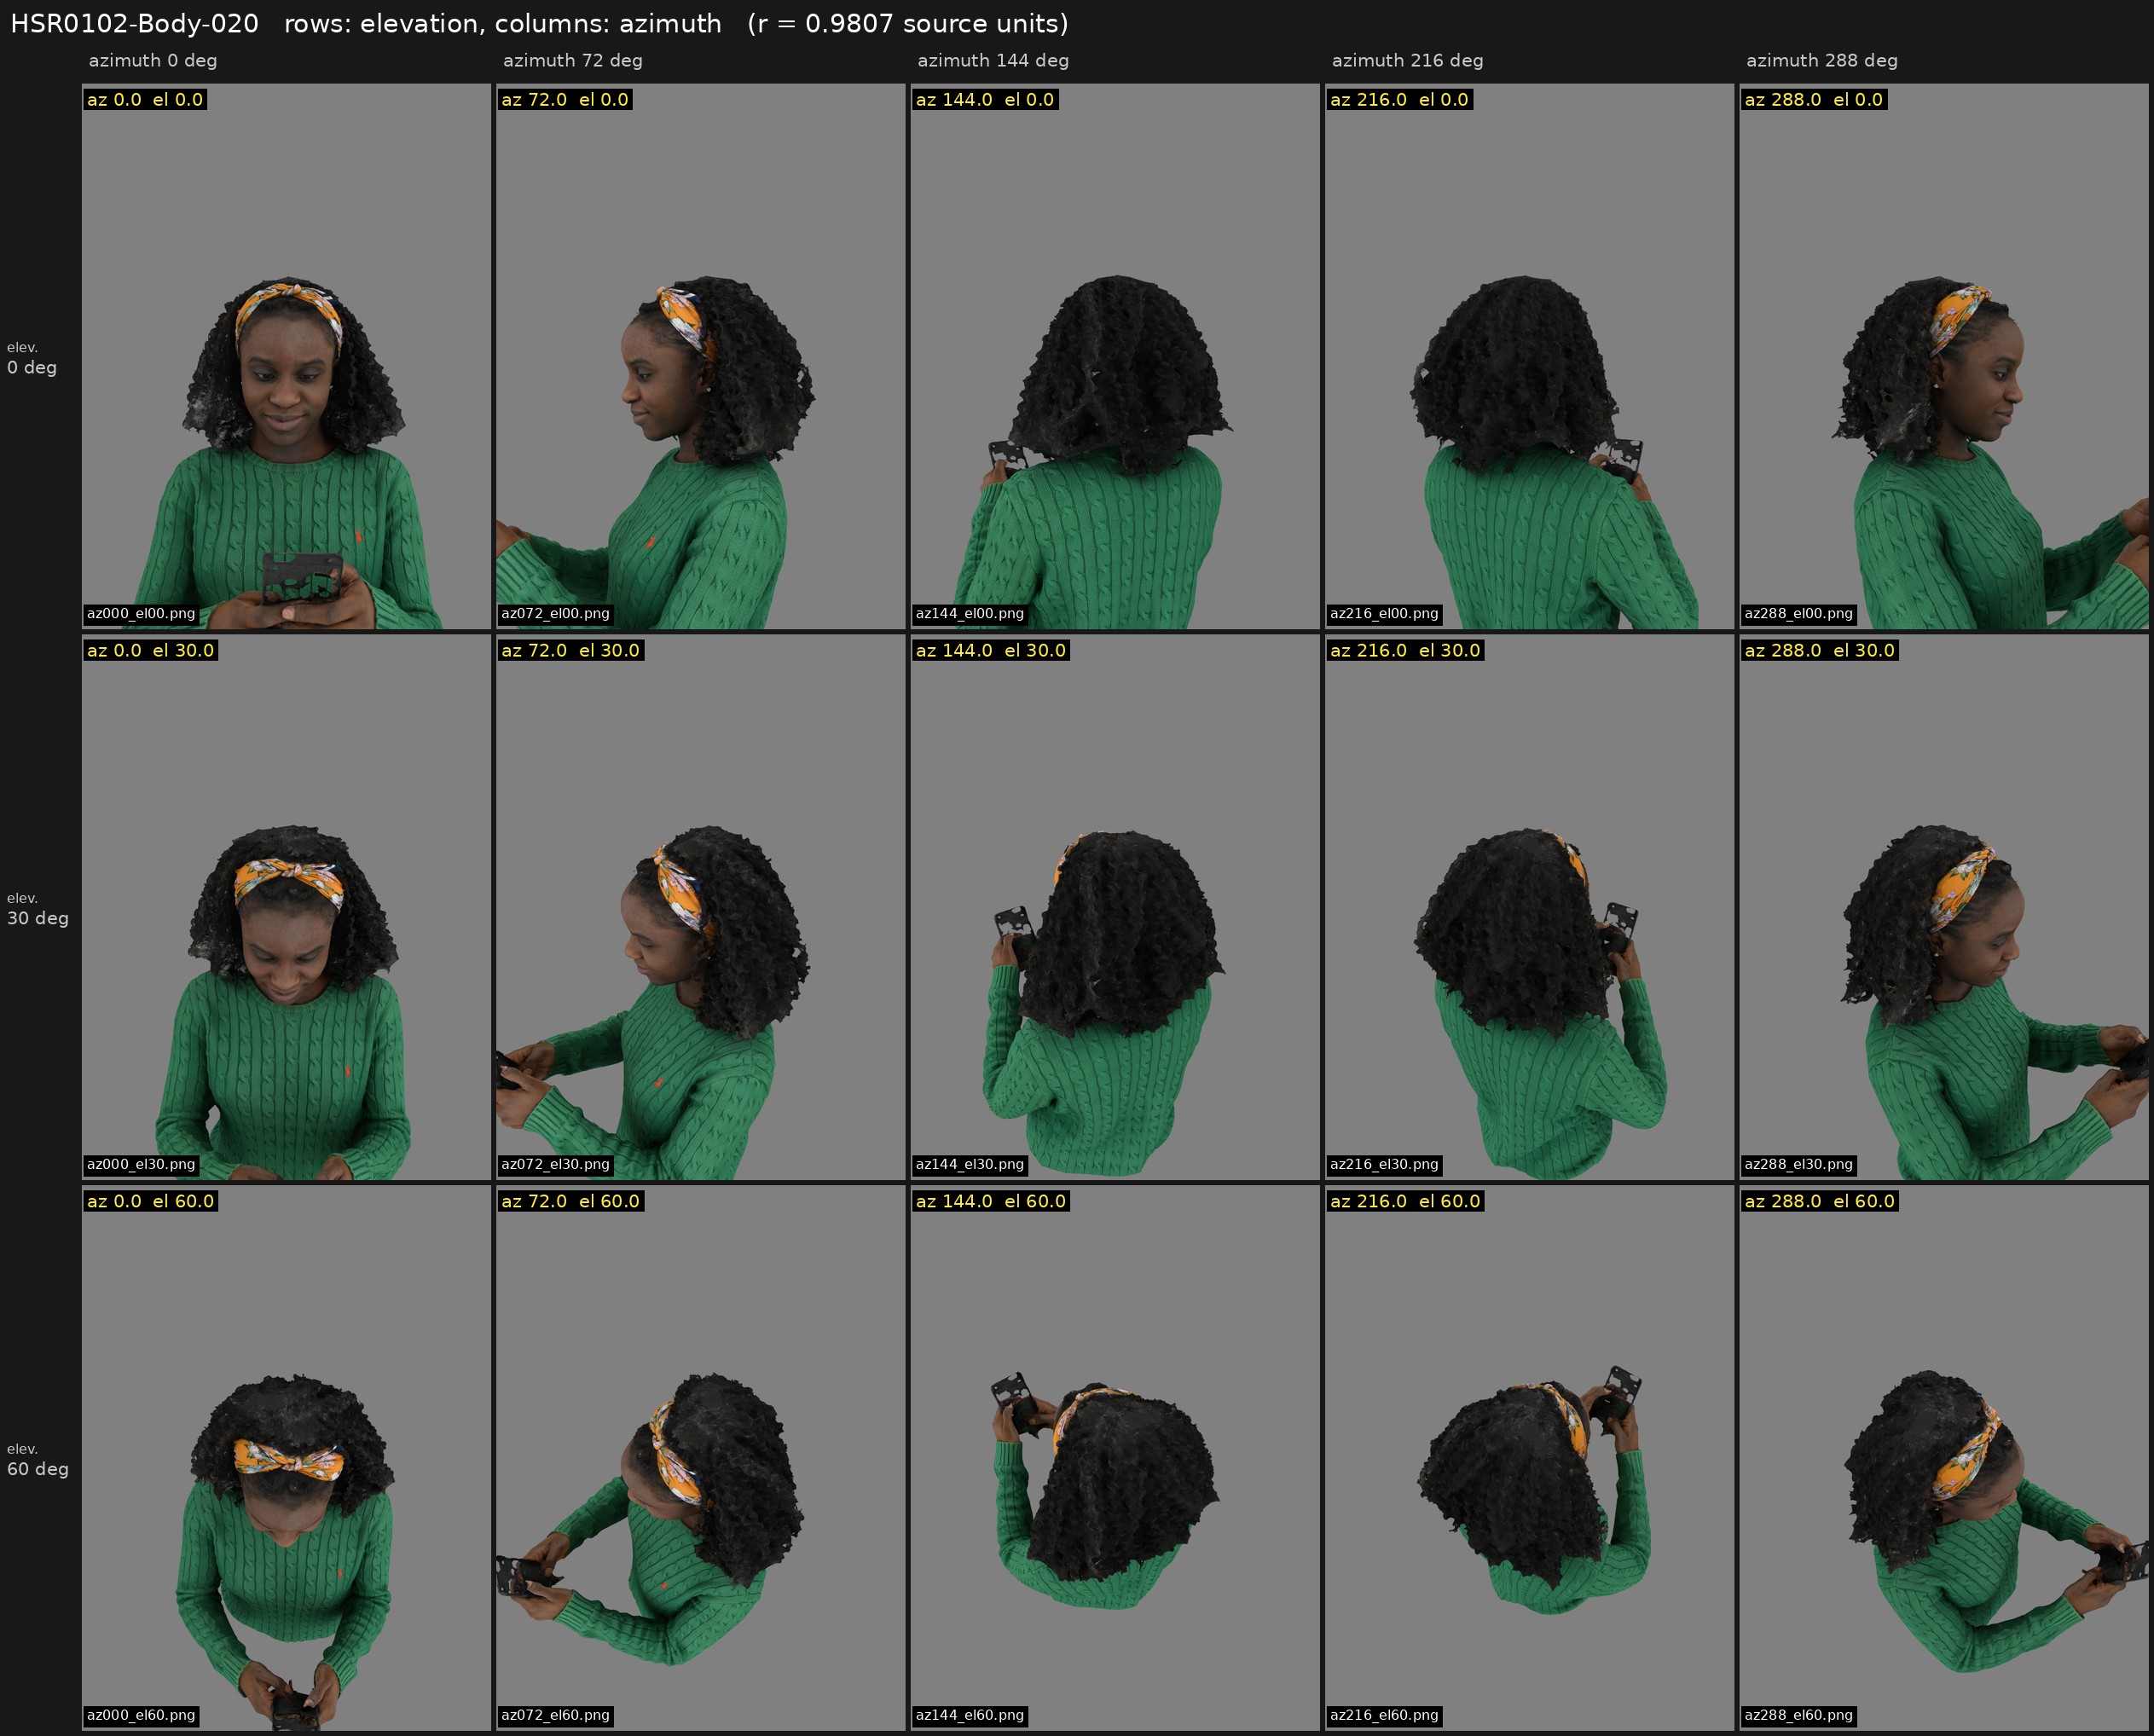 HSR0102-Body-020   rows: elevation, columns: azimuth   (r = 0.9807 source units)
azimuth 0 deg
azimuth 72 deg
azimuth 144 deg
azimuth 216 deg
azimuth 288 deg
elev.
0 deg
az 0.0  el 0.0
az000_el00.png
az 72.0  el 0.0
az072_el00.png
az 144.0  el 0.0
az144_el00.png
az 216.0  el 0.0
az216_el00.png
az 288.0  el 0.0
az288_el00.png
elev.
30 deg
az 0.0  el 30.0
az000_el30.png
az 72.0  el 30.0
az072_el30.png
az 144.0  el 30.0
az144_el30.png
az 216.0  el 30.0
az216_el30.png
az 288.0  el 30.0
az288_el30.png
elev.
60 deg
az 0.0  el 60.0
az000_el60.png
az 72.0  el 60.0
az072_el60.png
az 144.0  el 60.0
az144_el60.png
az 216.0  el 60.0
az216_el60.png
az 288.0  el 60.0
az288_el60.png